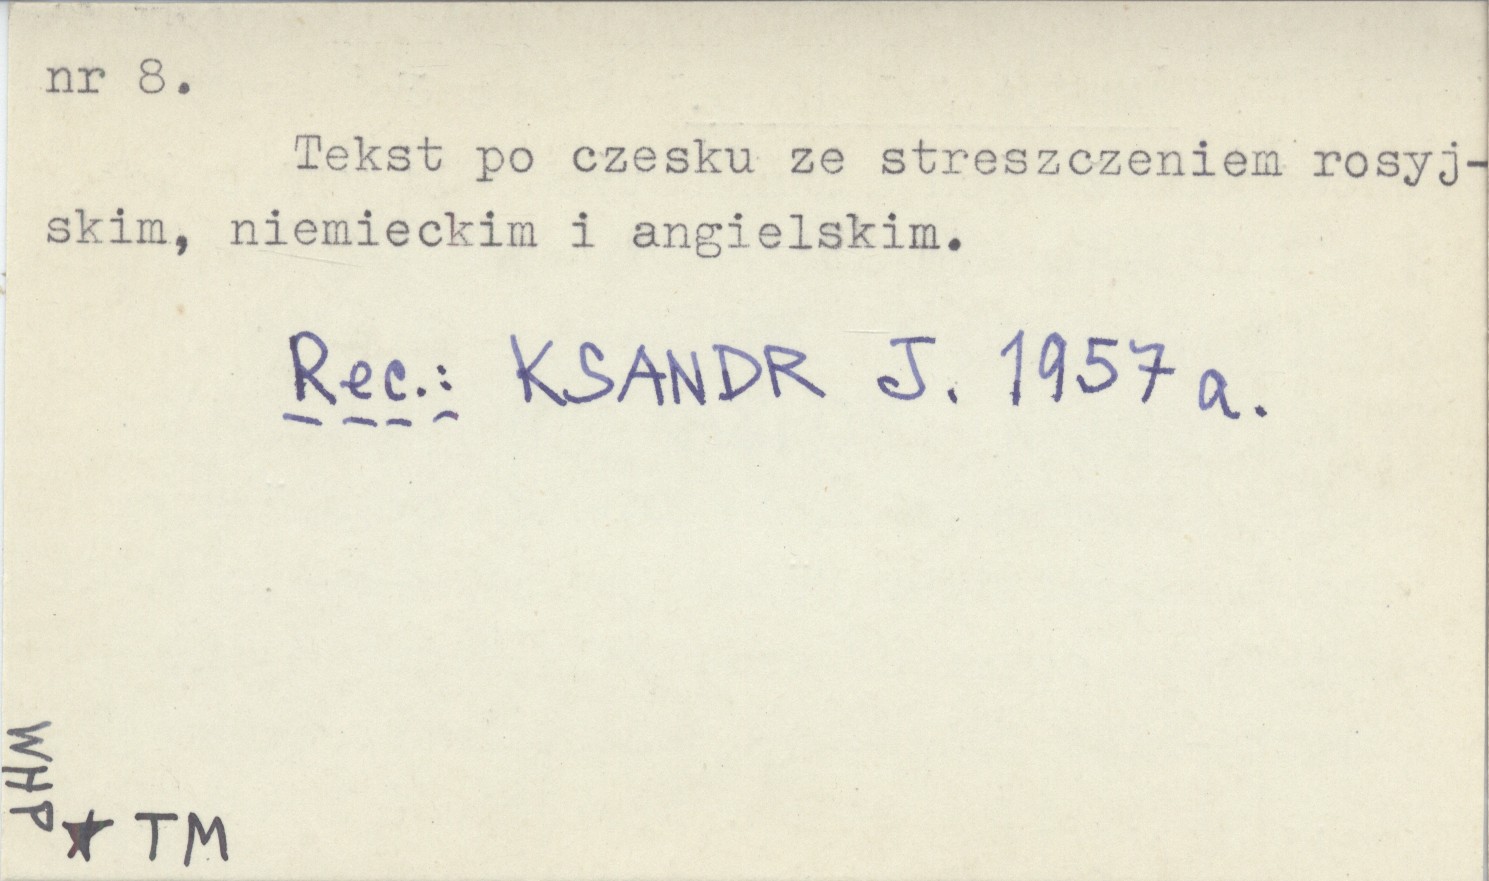 nr 8.
Tekst po czesku ze streszczeniem rosyj-
skim, niemieckim i angielskim.
Rec.: KSANDR J. 1957 a.
WHP
★ TM